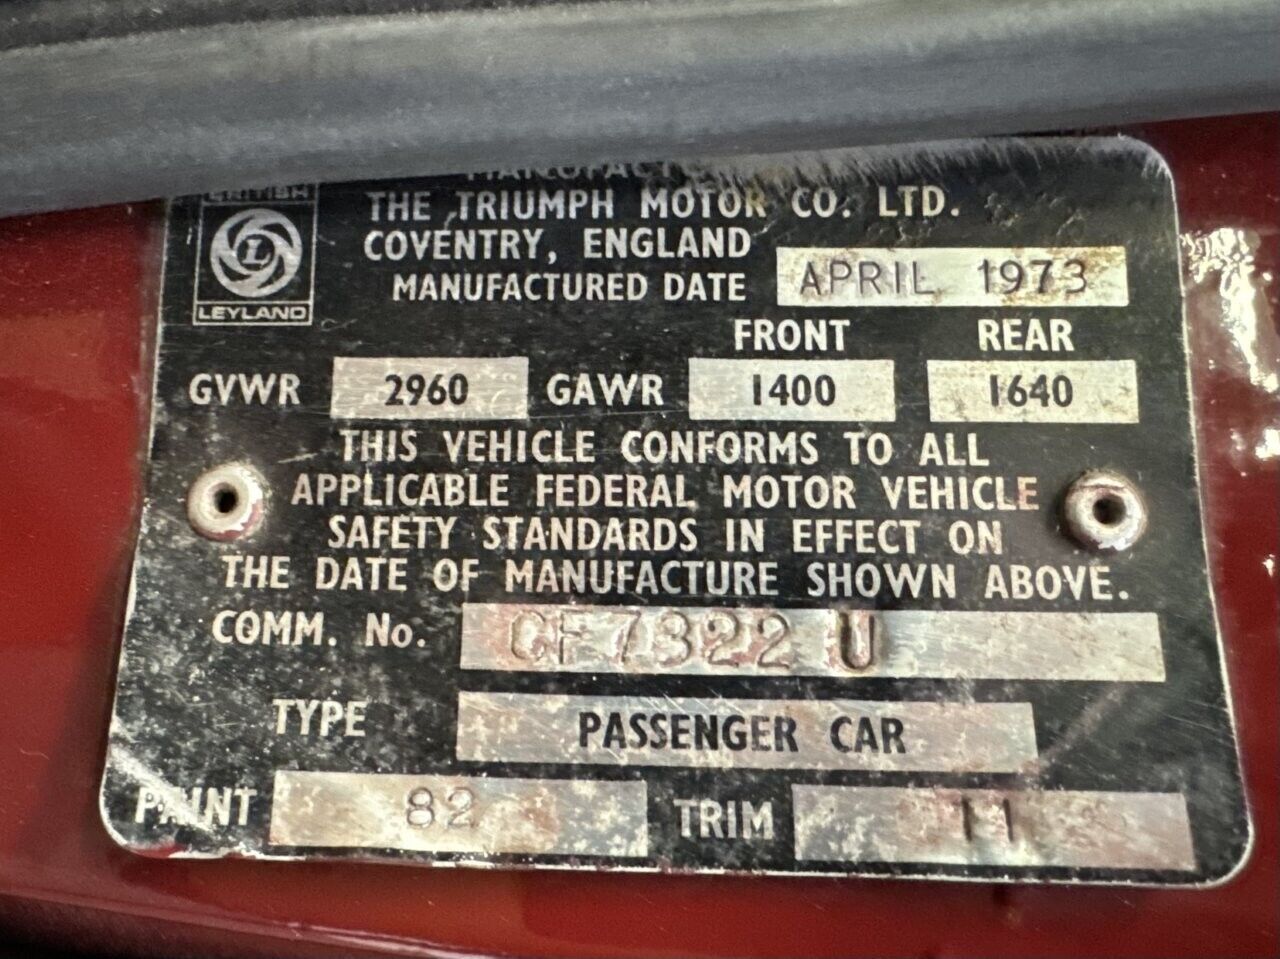 BRITISH
L
LEYLAND
THE TRIUMPH MOTOR CO. LTD.
COVENTRY, ENGLAND
MANUFACTURED DATE APRIL 1973
FRONT REAR
GVWR 2960 GAWR 1400 1640
THIS VEHICLE CONFORMS TO ALL
APPLICABLE FEDERAL MOTOR VEHICLE
SAFETY STANDARDS IN EFFECT ON
THE DATE OF MANUFACTURE SHOWN ABOVE.
COMM. No. CF 7322 U
TYPE PASSENGER CAR
PAINT 82 TRIM 11